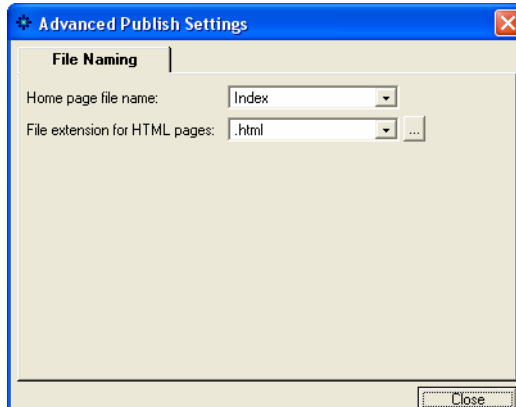 Advanced Publish Settings
File Naming
Home page file name: Index
File extension for HTML pages: .html ...
Close